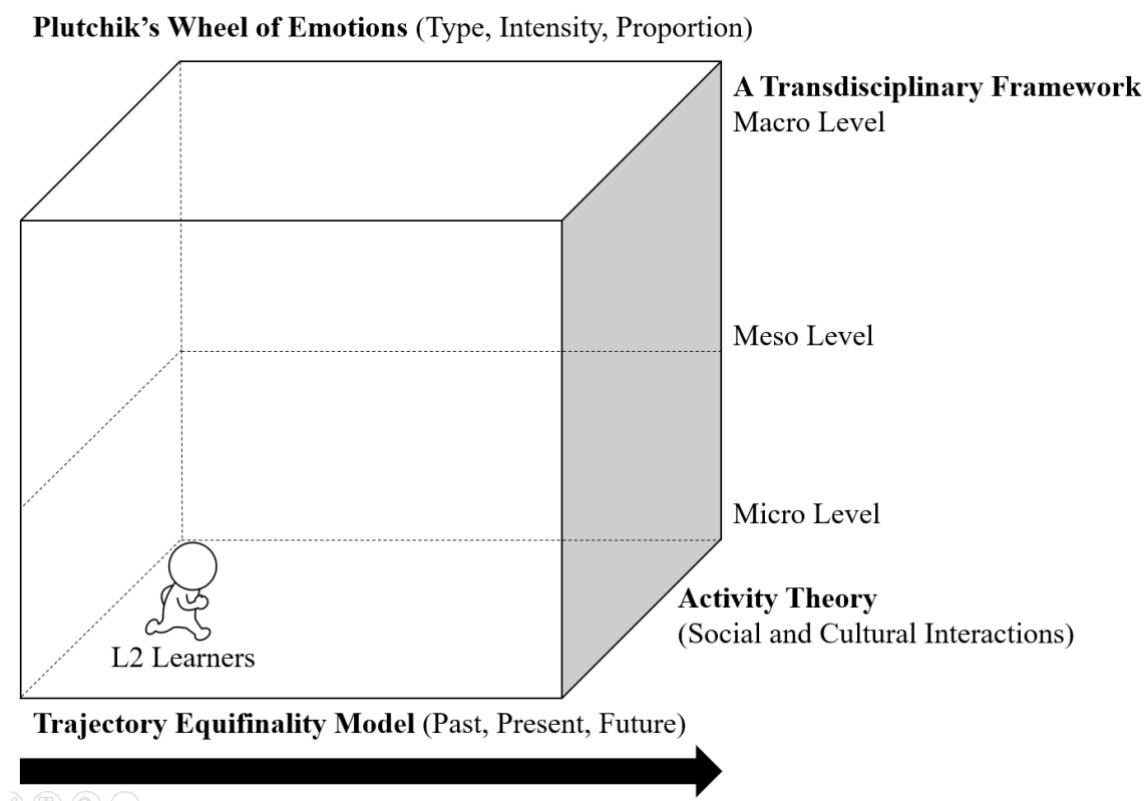 Plutchik’s Wheel of Emotions (Type, Intensity, Proportion)
A Transdisciplinary Framework
Macro Level
Meso Level
Micro Level
Activity Theory
(Social and Cultural Interactions)
L2 Learners
Trajectory Equifinality Model (Past, Present, Future)